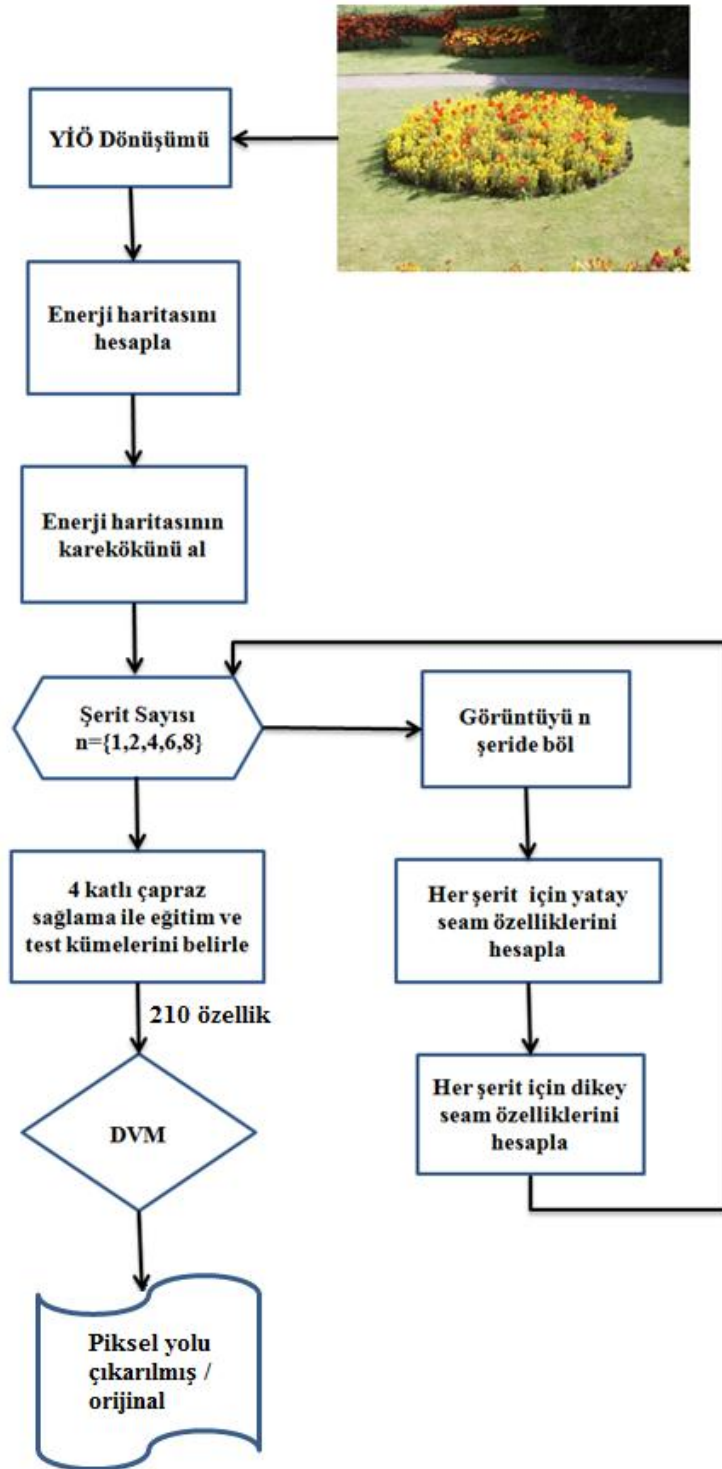 YİÖ Dönüşümü
Enerji haritasını
hesapla
Enerji haritasının
karekökünü al
Şerit Sayısı
n={1,2,4,6,8}
Görüntüyü n
şeride böl
Her şerit için yatay
seam özelliklerini
hesapla
Her şerit için dikey
seam özelliklerini
hesapla
4 katlı çapraz
sağlama ile eğitim ve
test kümelerini belirle
210 özellik
DVM
Piksel yolu
çıkarılmış /
orijinal